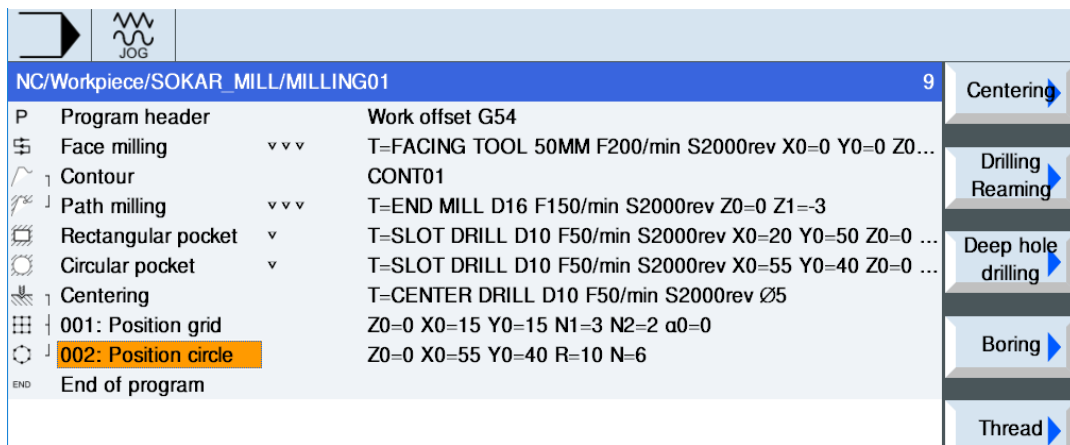 JOG
NC/Workpiece/SOKAR_MILL/MILLING01 9
P Program header Work offset G54
Face milling ∨∨∨ T=FACING TOOL 50MM F200/min S2000rev X0=0 Y0=0 Z0...
Contour CONT01
Path milling ∨∨∨ T=END MILL D16 F150/min S2000rev Z0=0 Z1=-3
Rectangular pocket ∨ T=SLOT DRILL D10 F50/min S2000rev X0=20 Y0=50 Z0=0 ...
Circular pocket ∨ T=SLOT DRILL D10 F50/min S2000rev X0=55 Y0=40 Z0=0 ...
Centering T=CENTER DRILL D10 F50/min S2000rev Ø5
001: Position grid Z0=0 X0=15 Y0=15 N1=3 N2=2 α0=0
002: Position circle Z0=0 X0=55 Y0=40 R=10 N=6
END End of program
Centering
Drilling
Reaming
Deep hole
drilling
Boring
Thread